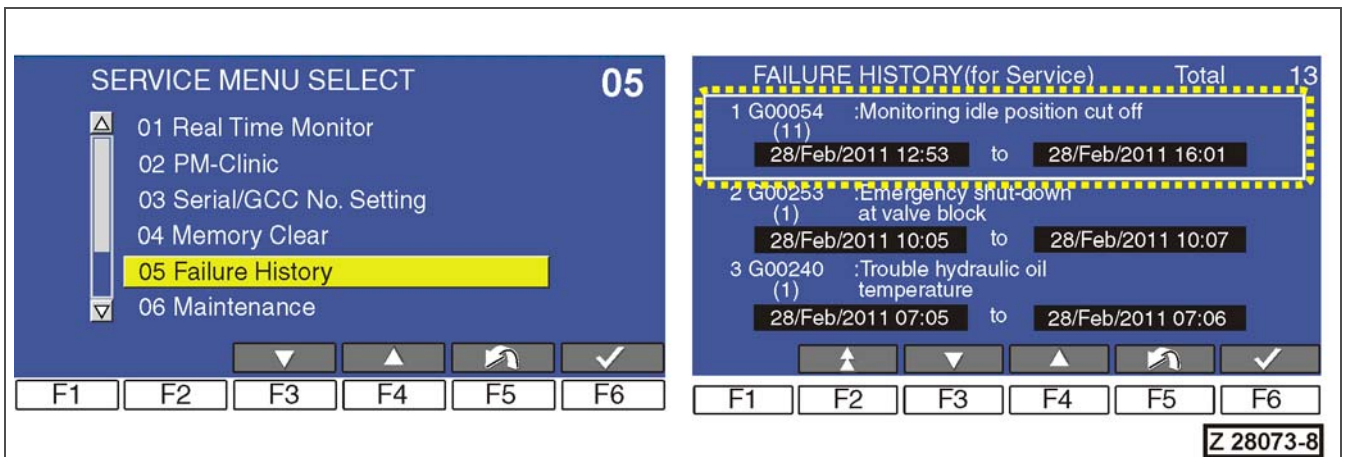 SERVICE MENU SELECT 05
01 Real Time Monitor
02 PM-Clinic
03 Serial/GCC No. Setting
04 Memory Clear
05 Failure History
06 Maintenance
F1 F2 F3 F4 F5 F6
FAILURE HISTORY(for Service) Total 13
1 G00054 :Monitoring idle position cut off
(11)
28/Feb/2011 12:53 to 28/Feb/2011 16:01
2 G00253 :Emergency shut-down
(1) at valve block
28/Feb/2011 10:05 to 28/Feb/2011 10:07
3 G00240 :Trouble hydraulic oil
(1) temperature
28/Feb/2011 07:05 to 28/Feb/2011 07:06
F1 F2 F3 F4 F5 F6
Z 28073-8